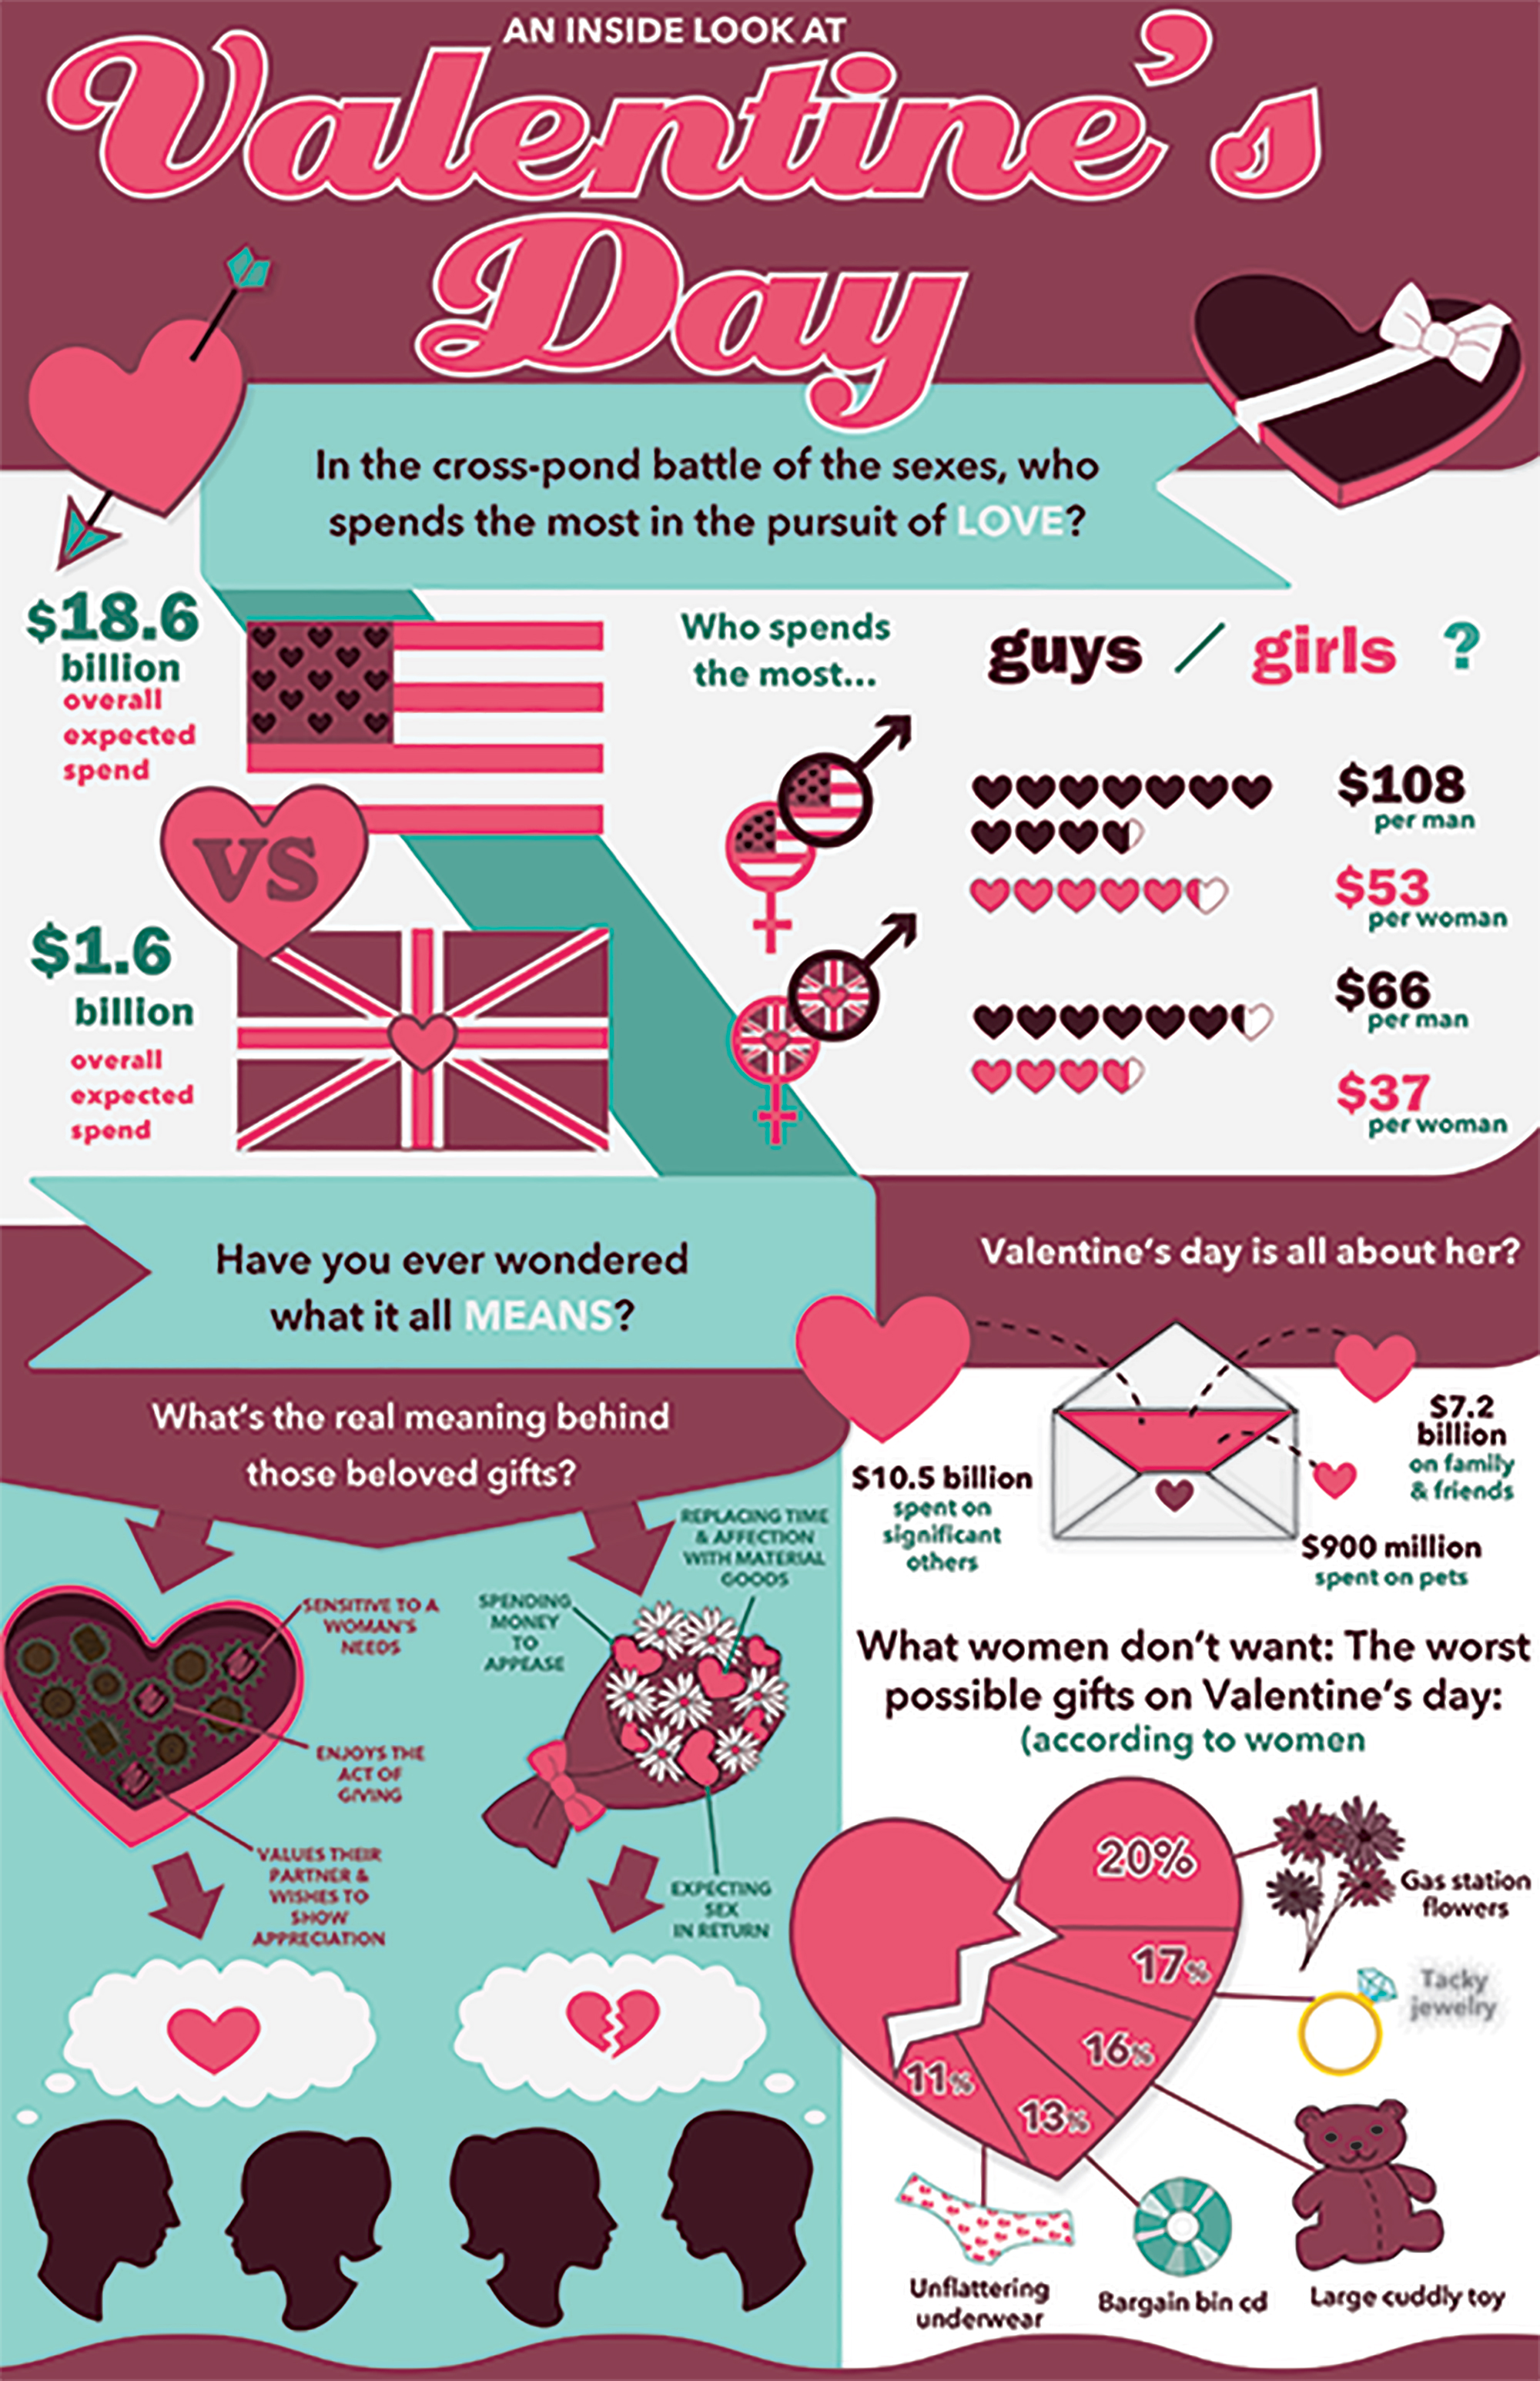 AN INSIDE LOOK AT
Valentine's
Day
In the cross-pond battle of the sexes, who
spends the most in the pursuit of LOVE?
$18.6
billion
overall
expected
spend
VS
$1.6
billion
overall
expected
spend
Who spends
the most...
guys / girls ?
$108
per man
$53
per woman
$66
per man
$37
per woman
Have you ever wondered
what it all MEANS?
What's the real meaning behind
those beloved gifts?
SENSITIVE TO A
WOMAN'S
NEEDS
ENJOYS THE
ACT OF
GIVING
VALUES THEIR
PARTNER &
WISHES TO
SHOW
APPRECIATION
SPENDING
MONEY
TO
APPEASE
REPLACING TIME
& AFFECTION
WITH MATERIAL
GOODS
EXPECTING
SEX
IN RETURN
Valentine's day is all about her?
$10.5 billion
spent on
significant
others
$7.2
billion
on family
& friends
$900 million
spent on pets
What women don't want: The worst
possible gifts on Valentine's day:
(according to women
20%
Gas station
flowers
17%
Tacky
jewelry
16%
Large cuddly toy
13%
Bargain bin cd
11%
Unflattering
underwear